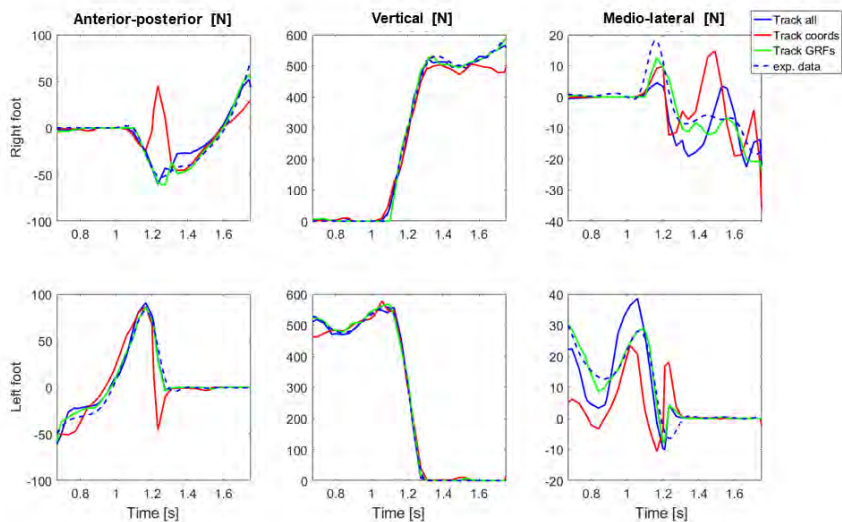 Anterior-posterior [N]
Vertical [N]
Medio-lateral [N]
Track all
Track coords
Track GRFs
exp. data
Right foot
100
50
0
-50
-100
0.8 1 1.2 1.4 1.6
600
500
400
300
200
100
0
0.8 1 1.2 1.4 1.6
20
10
0
-10
-20
-30
-40
0.8 1 1.2 1.4 1.6
Left foot
100
50
0
-50
-100
0.8 1 1.2 1.4 1.6
Time [s]
600
500
400
300
200
100
0
0.8 1 1.2 1.4 1.6
Time [s]
40
30
20
10
0
-10
-20
0.8 1 1.2 1.4 1.6
Time [s]